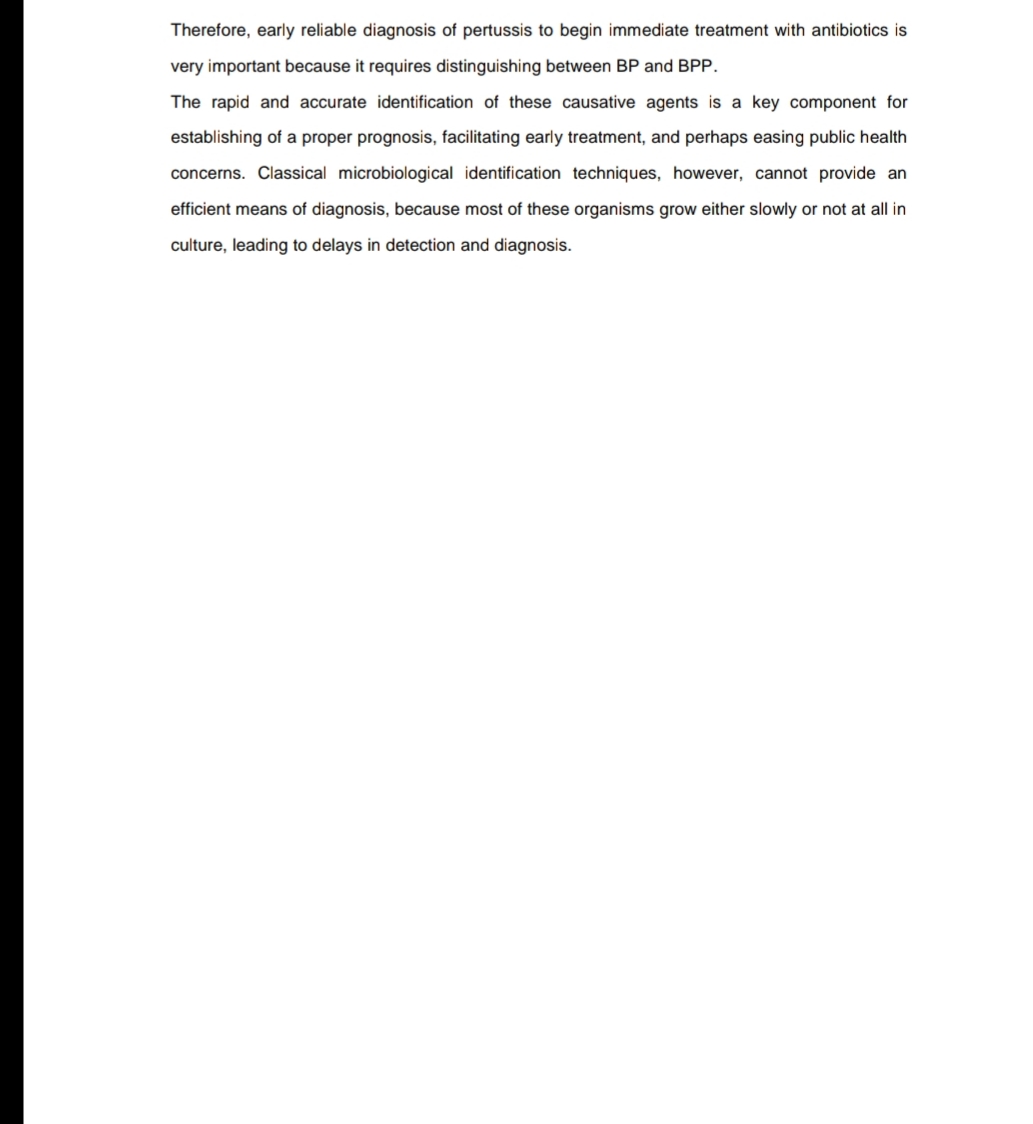 Therefore, early reliable diagnosis of pertussis to begin immediate treatment with antibiotics is
very important because it requires distinguishing between BP and BPP.
The rapid and accurate identification of these causative agents is a key component for
establishing of a proper prognosis, facilitating early treatment, and perhaps easing public health
concerns. Classical microbiological identification techniques, however, cannot provide an
efficient means of diagnosis, because most of these organisms grow either slowly or not at all in
culture, leading to delays in detection and diagnosis.